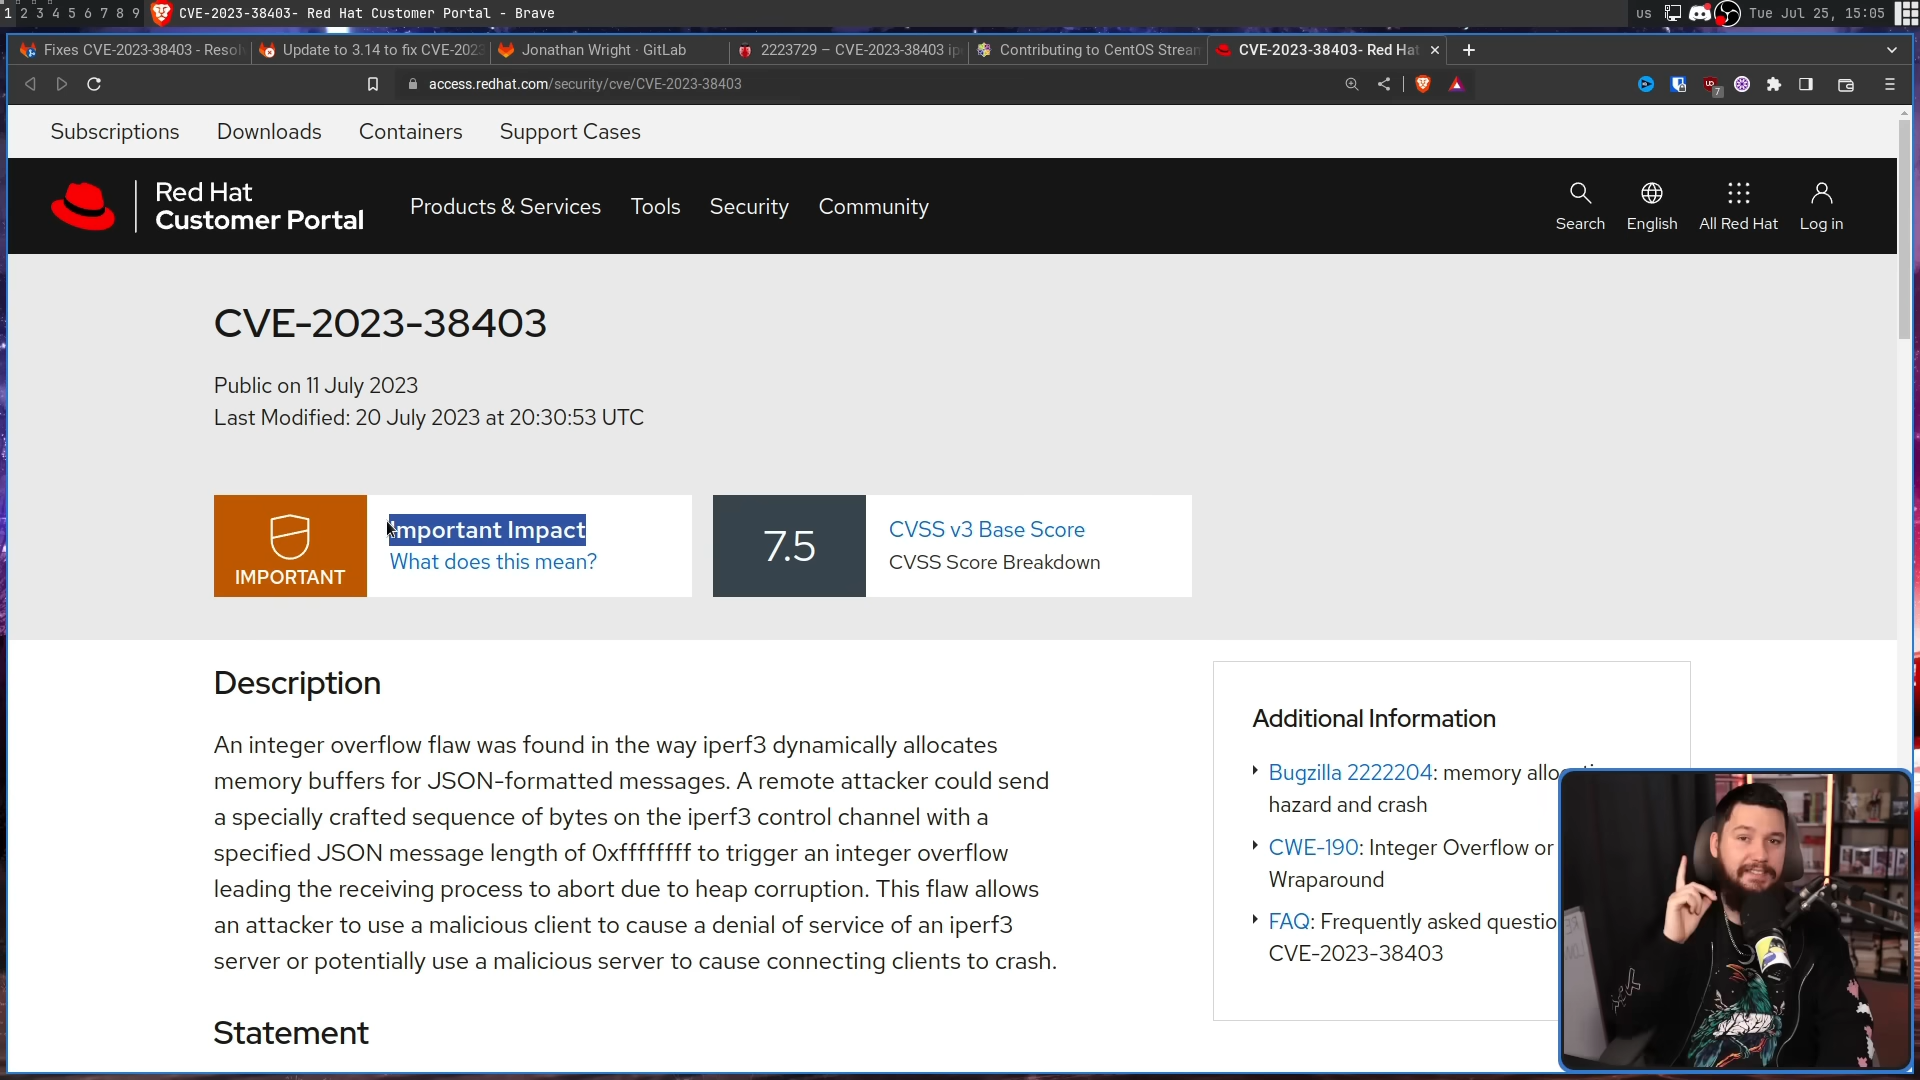 1 2 3 4 5 6 7 8 9 CVE-2023-38403- Red Hat Customer Portal - Brave us Tue Jul 25, 15:05
Fixes CVE-2023-38403 - Resol Update to 3.14 to fix CVE-202 Jonathan Wright · GitLab 2223729 – CVE-2023-38403 ip Contributing to CentOS Stream CVE-2023-38403- Red Hat
access.redhat.com/security/cve/CVE-2023-38403 7
Subscriptions Downloads Containers Support Cases
Red Hat
Customer Portal
Products & Services Tools Security Community
Search English All Red Hat Log in
CVE-2023-38403
Public on 11 July 2023
Last Modified: 20 July 2023 at 20:30:53 UTC
IMPORTANT
Important Impact
What does this mean?
7.5
CVSS v3 Base Score
CVSS Score Breakdown
Description
An integer overflow flaw was found in the way iperf3 dynamically allocates
memory buffers for JSON-formatted messages. A remote attacker could send
a specially crafted sequence of bytes on the iperf3 control channel with a
specified JSON message length of 0xffffffff to trigger an integer overflow
leading the receiving process to abort due to heap corruption. This flaw allows
an attacker to use a malicious client to cause a denial of service of an iperf3
server or potentially use a malicious server to cause connecting clients to crash.
Statement
Additional Information
Bugzilla 2222204: memory
hazard and crash
CWE-190: Integer Overflow or
Wraparound
FAQ: Frequently asked questio
CVE-2023-38403